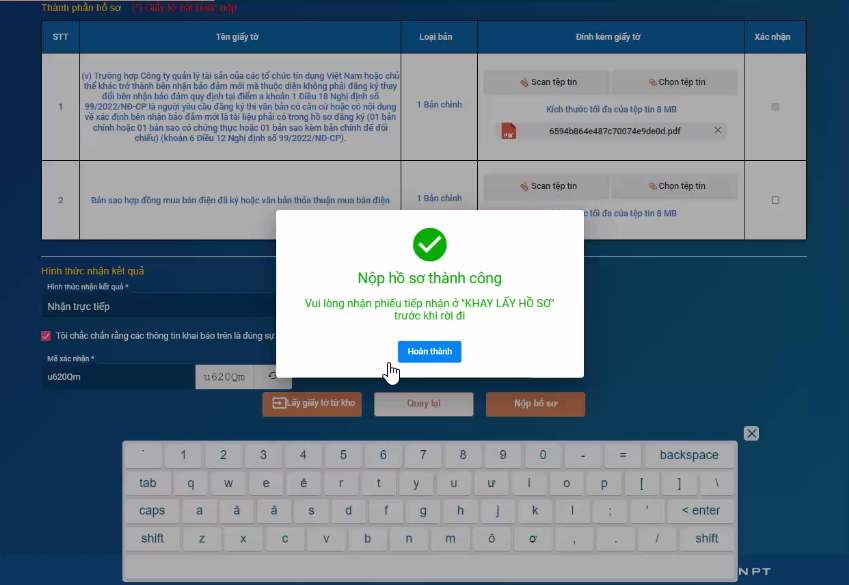 Thành phần hồ sơ (*) Giấy tờ bắt buộc nộp
STT Tên giấy tờ Loại bản Đính kèm giấy tờ Xác nhận
(v) Trường hợp Công ty quản lý tài sản của các tổ chức tín dụng Việt Nam hoặc chủ
thể khác trở thành bên nhận bảo đảm mới mà thuộc diện không phải đăng ký thay
đổi bên nhận bảo đảm quy định tại điểm a khoản 1 Điều 18 Nghị định số
99/2022/NĐ-CP là người yêu cầu đăng ký thì văn bản có căn cứ hoặc có nội dung
về xác định bên nhận bảo đảm mới là tài liệu phải có trong hồ sơ đăng ký (01 bản
chính hoặc 01 bản sao có chứng thực hoặc 01 bản sao kèm bản chính để đối
chiếu) (khoản 6 Điều 12 Nghị định số 99/2022/NĐ-CP).
1
1 Bản chính
Scan tệp tin Chọn tệp tin
Kích thước tối đa của tệp tin 8 MB
6594b864e487c70074e9de0d.pdf
2 Bản sao hợp đồng mua bán điện đã ký hoặc văn bản thỏa thuận mua bán điện 1 Bản chính
Scan tệp tin Chọn tệp tin
tối đa của tệp tin 8 MB
Nộp hồ sơ thành công
Vui lòng nhận phiếu tiếp nhận ở "KHAY LẤY HỒ SƠ"
trước khi rời đi
Hoàn thành
Hình thức nhận kết quả
Hình thức nhận kết quả *
Nhận trực tiếp
Tôi chắc chắn rằng các thông tin khai báo trên là đúng sự
Mã xác nhận *
u620Qm u620Qm
Lấy giấy tờ từ kho Quay lại Nộp hồ sơ
` 1 2 3 4 5 6 7 8 9 0 - = backspace
tab q w e ê r t y u ư i o p [ ] \
caps a ă â s d f g h j k l ; ' < enter
shift z x c v b n m ô ơ , . / shift
NPT